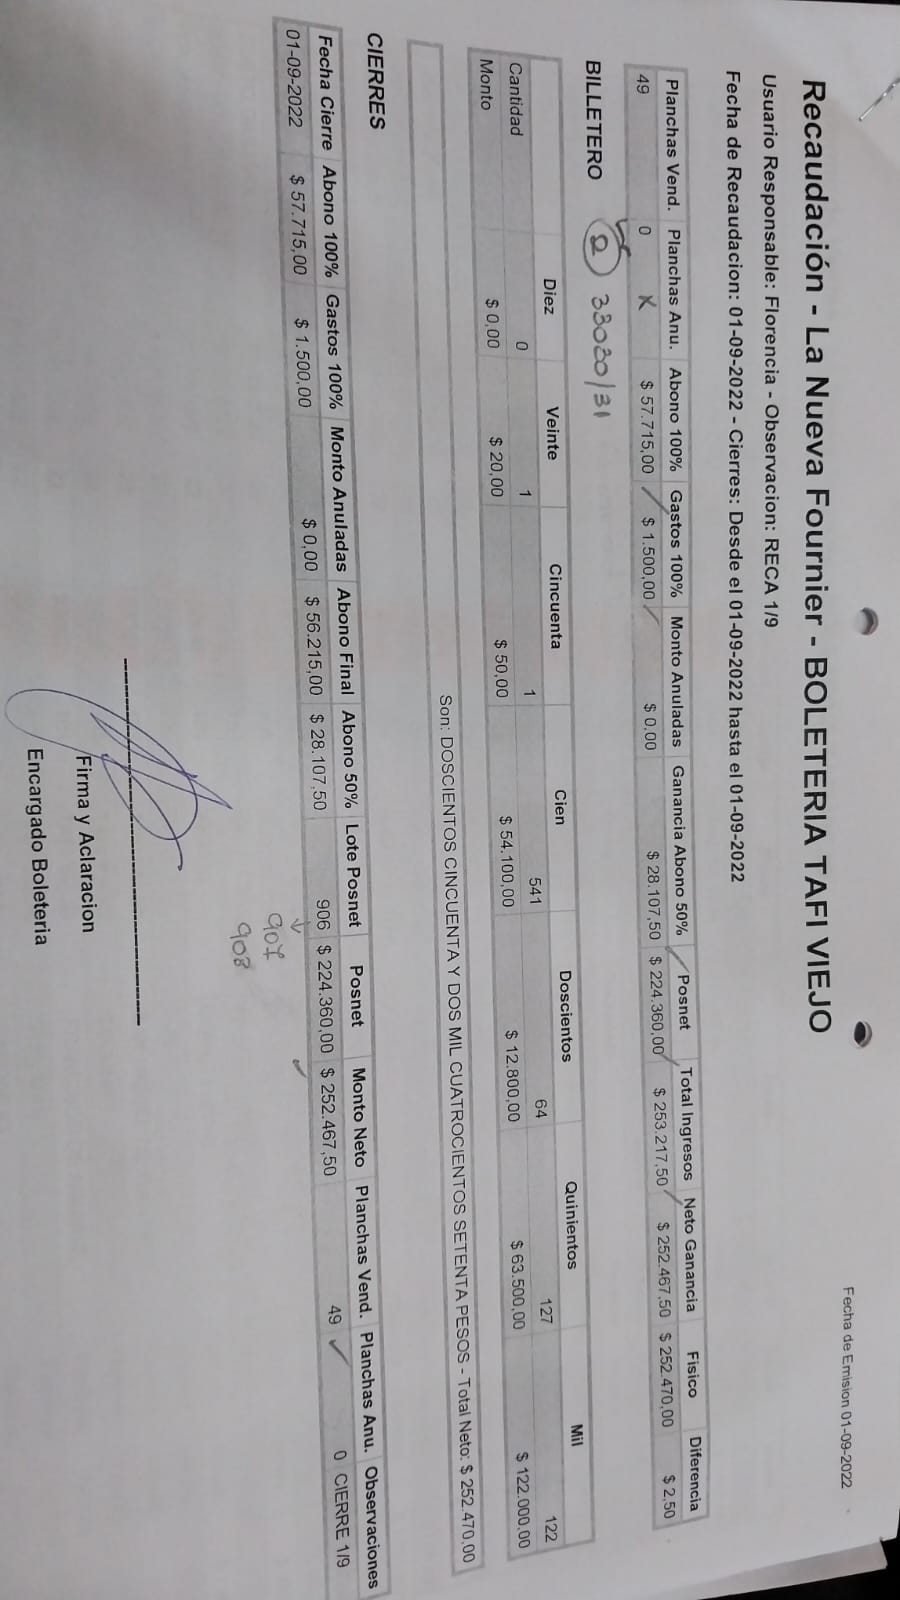 Fecha de Emision 01-09-2022
Recaudación - La Nueva Fournier - BOLETERIA TAFI VIEJO
Usuario Responsable: Florencia - Observacion: RECA 1/9
Fecha de Recaudacion: 01-09-2022 - Cierres: Desde el 01-09-2022 hasta el 01-09-2022
Planchas Vend. Planchas Anu. Abono 100% Gastos 100% Monto Anuladas Ganancia Abono 50% Posnet Total Ingresos Neto Ganancia Fisico Diferencia
49 0 $ 57.715,00 $ 1.500,00 $ 0,00 $ 28.107,50 $ 224.360,00 $ 253.217,50 $ 252.467,50 $ 252.470,00 $ 2,50
BILLETERO 33030/31
Diez Veinte Cincuenta Cien Doscientos Quinientos Mil
Cantidad 0 1 1 541 64 127 122
Monto $ 0,00 $ 20,00 $ 50,00 $ 54.100,00 $ 12.800,00 $ 63.500,00 $ 122.000,00
Son: DOSCIENTOS CINCUENTA Y DOS MIL CUATROCIENTOS SETENTA PESOS - Total Neto: $ 252.470,00
CIERRES
Fecha Cierre Abono 100% Gastos 100% Monto Anuladas Abono Final Abono 50% Lote Posnet Posnet Monto Neto Planchas Vend. Planchas Anu. Observaciones
01-09-2022 $ 57.715,00 $ 1.500,00 $ 0,00 $ 56.215,00 $ 28.107,50 906 $ 224.360,00 $ 252.467,50 49 0 CIERRE 1/9
907
908
Firma y Aclaracion
Encargado Boleteria